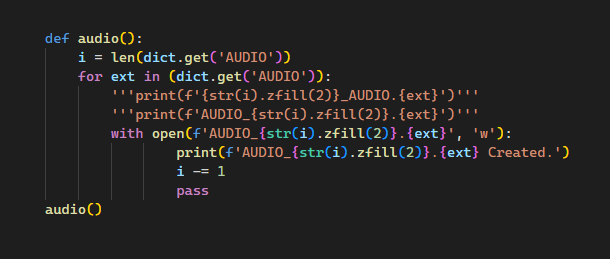 def audio():
    i = len(dict.get('AUDIO'))
    for ext in (dict.get('AUDIO')):
        '''print(f'{str(i).zfill(2)}_AUDIO.{ext}')'''
        '''print(f'AUDIO_{str(i).zfill(2)}.{ext}')'''
        with open(f'AUDIO_{str(i).zfill(2)}.{ext}', 'w'):
                print(f'AUDIO_{str(i).zfill(2)}.{ext} Created.')
                i -= 1
                pass
audio()